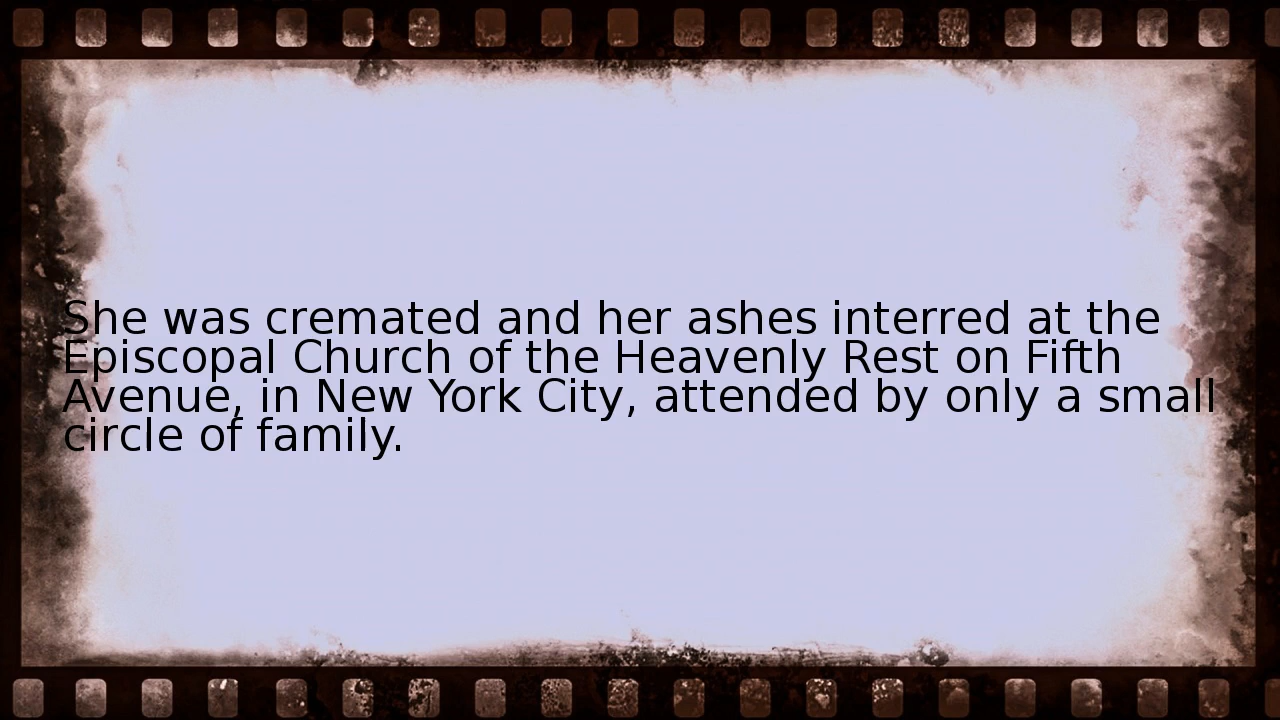 She was cremated and her ashes interred at the
Episcopal Church of the Heavenly Rest on Fifth
Avenue, in New York City, attended by only a small
circle of family.